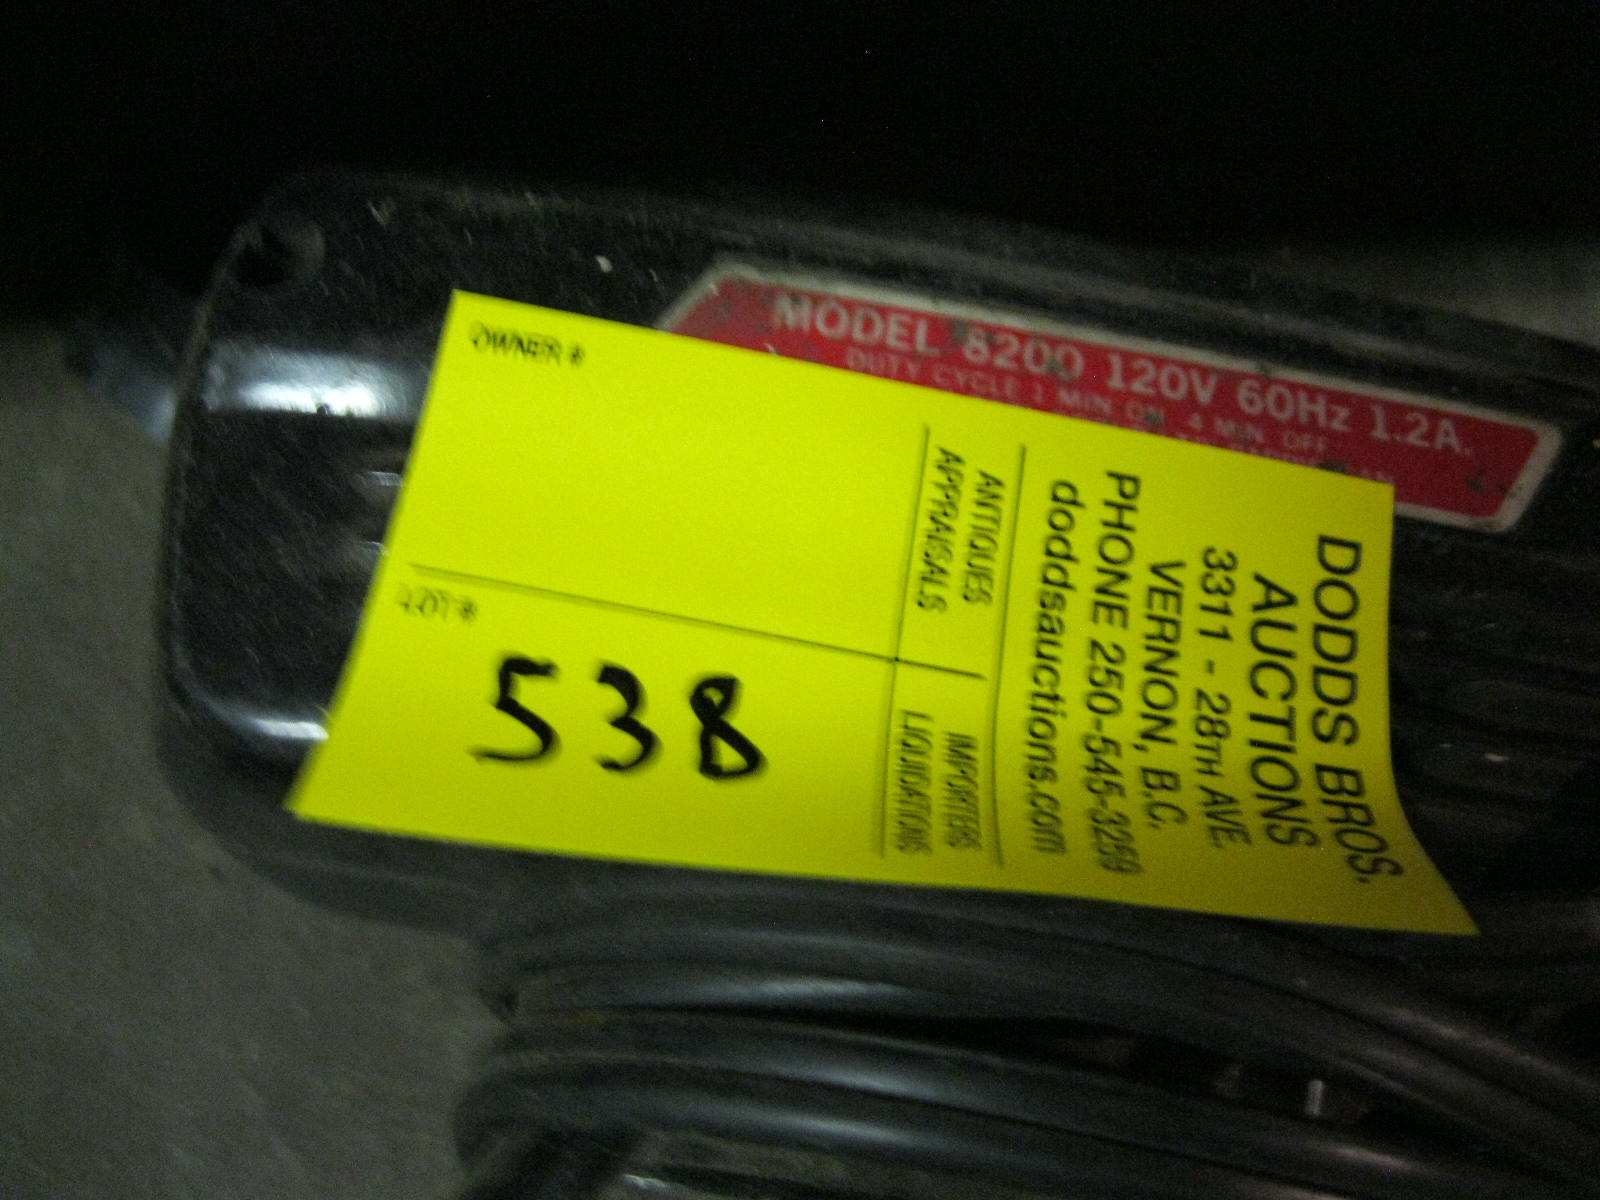 MODEL 8200 120V 60Hz 1.2A.
DUTY CYCLE 1 MIN. ON 4 MIN. OFF
OWNER #
LOT #
538
DODDS BROS.
AUCTIONS
3311 - 28TH AVE.
VERNON, B.C.
PHONE 250-545-3259
doddsauctions.com
ANTIQUES
APPRAISALS
IMPORTERS
LIQUIDATIONS